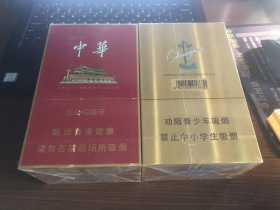 中華
本公司提示
吸烟有害健康
请勿在禁烟场所吸烟
劝阻青少年吸烟
禁止中小学生吸烟